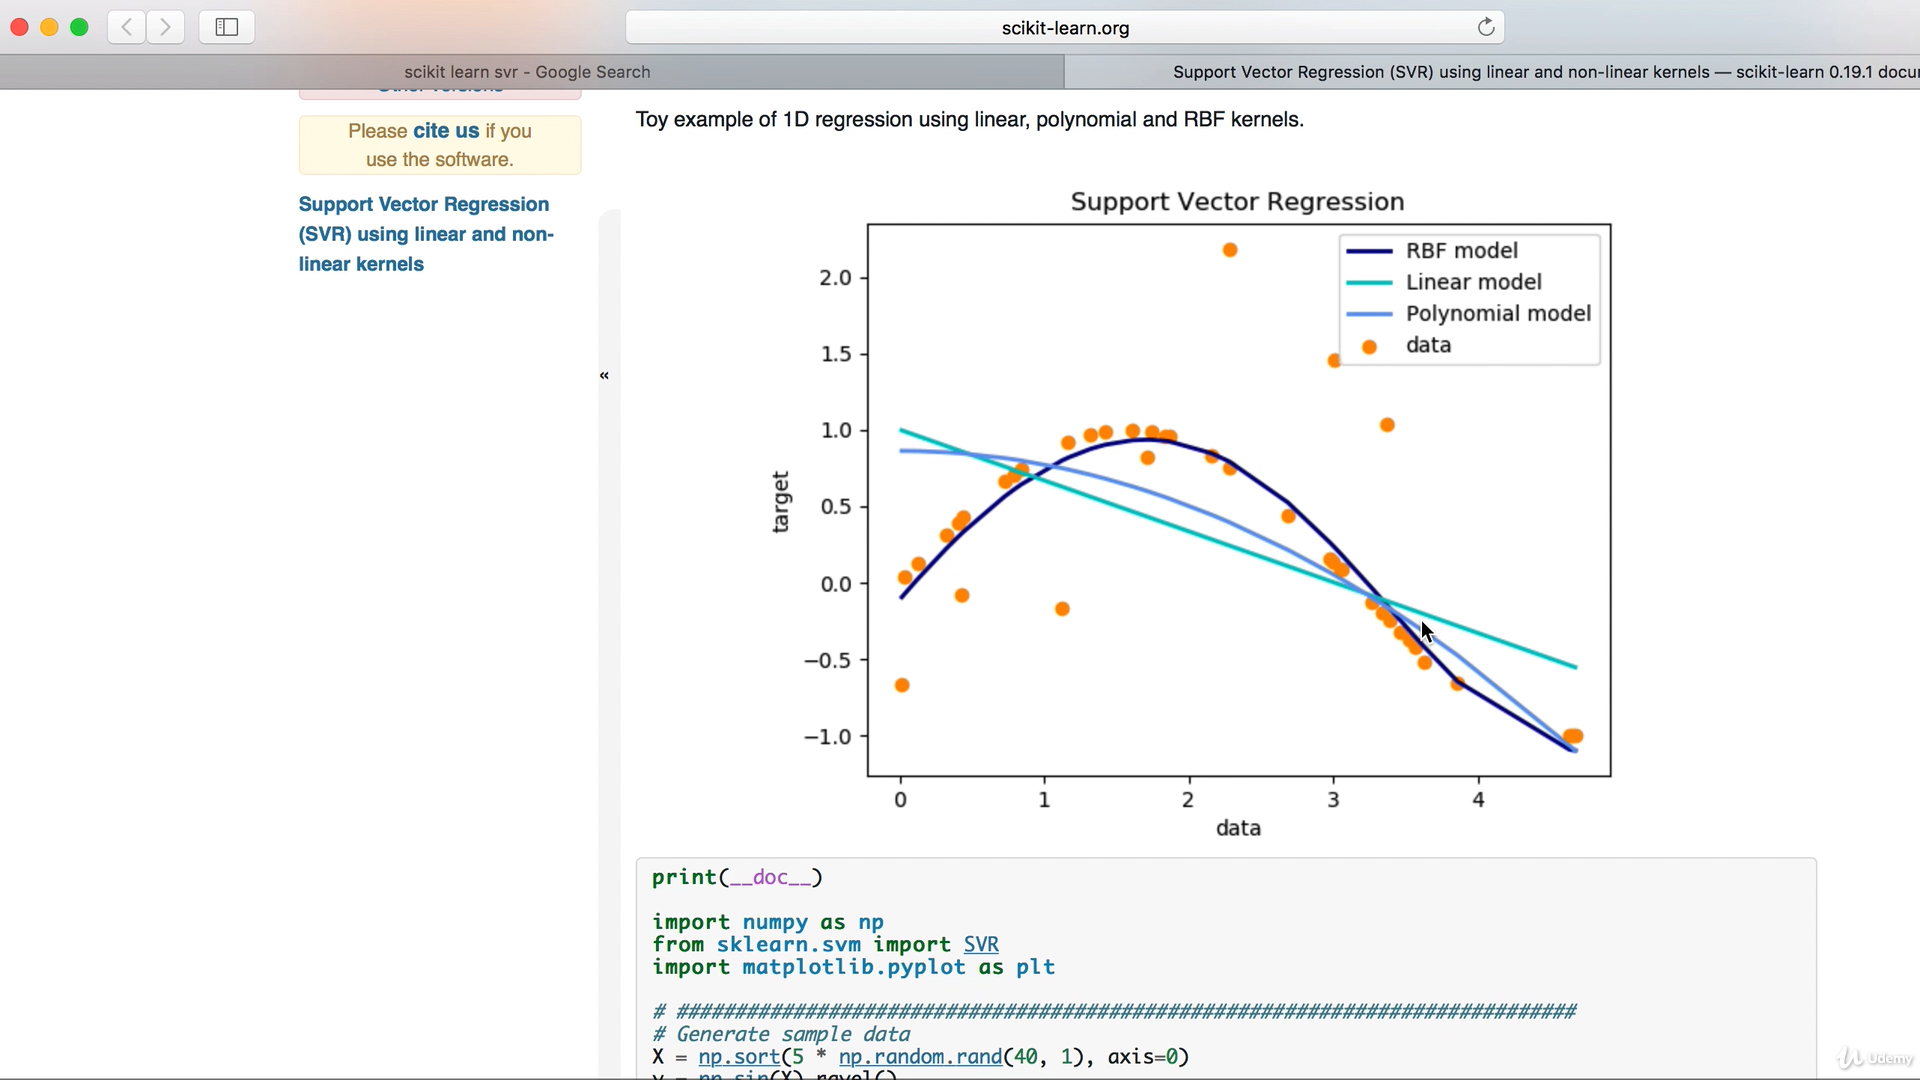 scikit-learn.org
scikit learn svr - Google Search
Support Vector Regression (SVR) using linear and non-linear kernels — scikit-learn 0.19.1 docu
Please cite us if you
use the software.
Support Vector Regression
(SVR) using linear and non-
linear kernels
«
Toy example of 1D regression using linear, polynomial and RBF kernels.
Support Vector Regression
RBF model
Linear model
Polynomial model
data
2.0
1.5
1.0
0.5
0.0
−0.5
−1.0
target
0 1 2 3 4
data
print(__doc__)
import numpy as np
from sklearn.svm import SVR
import matplotlib.pyplot as plt
# ###########################################################################
# Generate sample data
X = np.sort(5 * np.random.rand(40, 1), axis=0)
y = np.sin(X).ravel()
Udemy